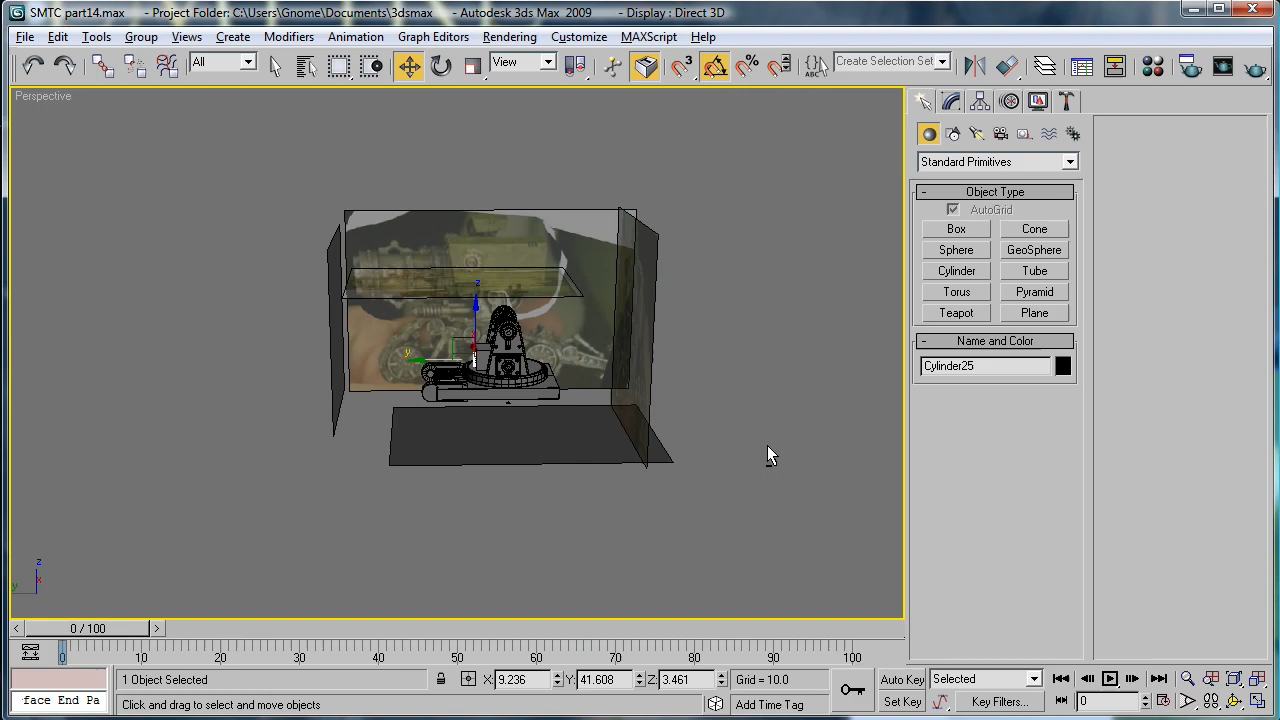 SMTC part14.max - Project Folder: C:\Users\Gnome\Documents\3dsmax - Autodesk 3ds Max 2009 - Display : Direct 3D
File Edit Tools Group Views Create Modifiers Animation Graph Editors Rendering Customize MAXScript Help
All View 3 ABC Create Selection Set
Perspective
Standard Primitives
- Object Type
AutoGrid
Box Cone
Sphere GeoSphere
Cylinder Tube
Torus Pyramid
Teapot Plane
- Name and Color
Cylinder25
z
y
z
y x
< 0 / 100 >
0 10 20 30 40 50 60 70 80 90 100
1 Object Selected X: 9.236 Y: 41.608 Z: 3.461 Grid = 10.0 Auto Key Selected
face End Pa Click and drag to select and move objects Add Time Tag Set Key Key Filters... 0